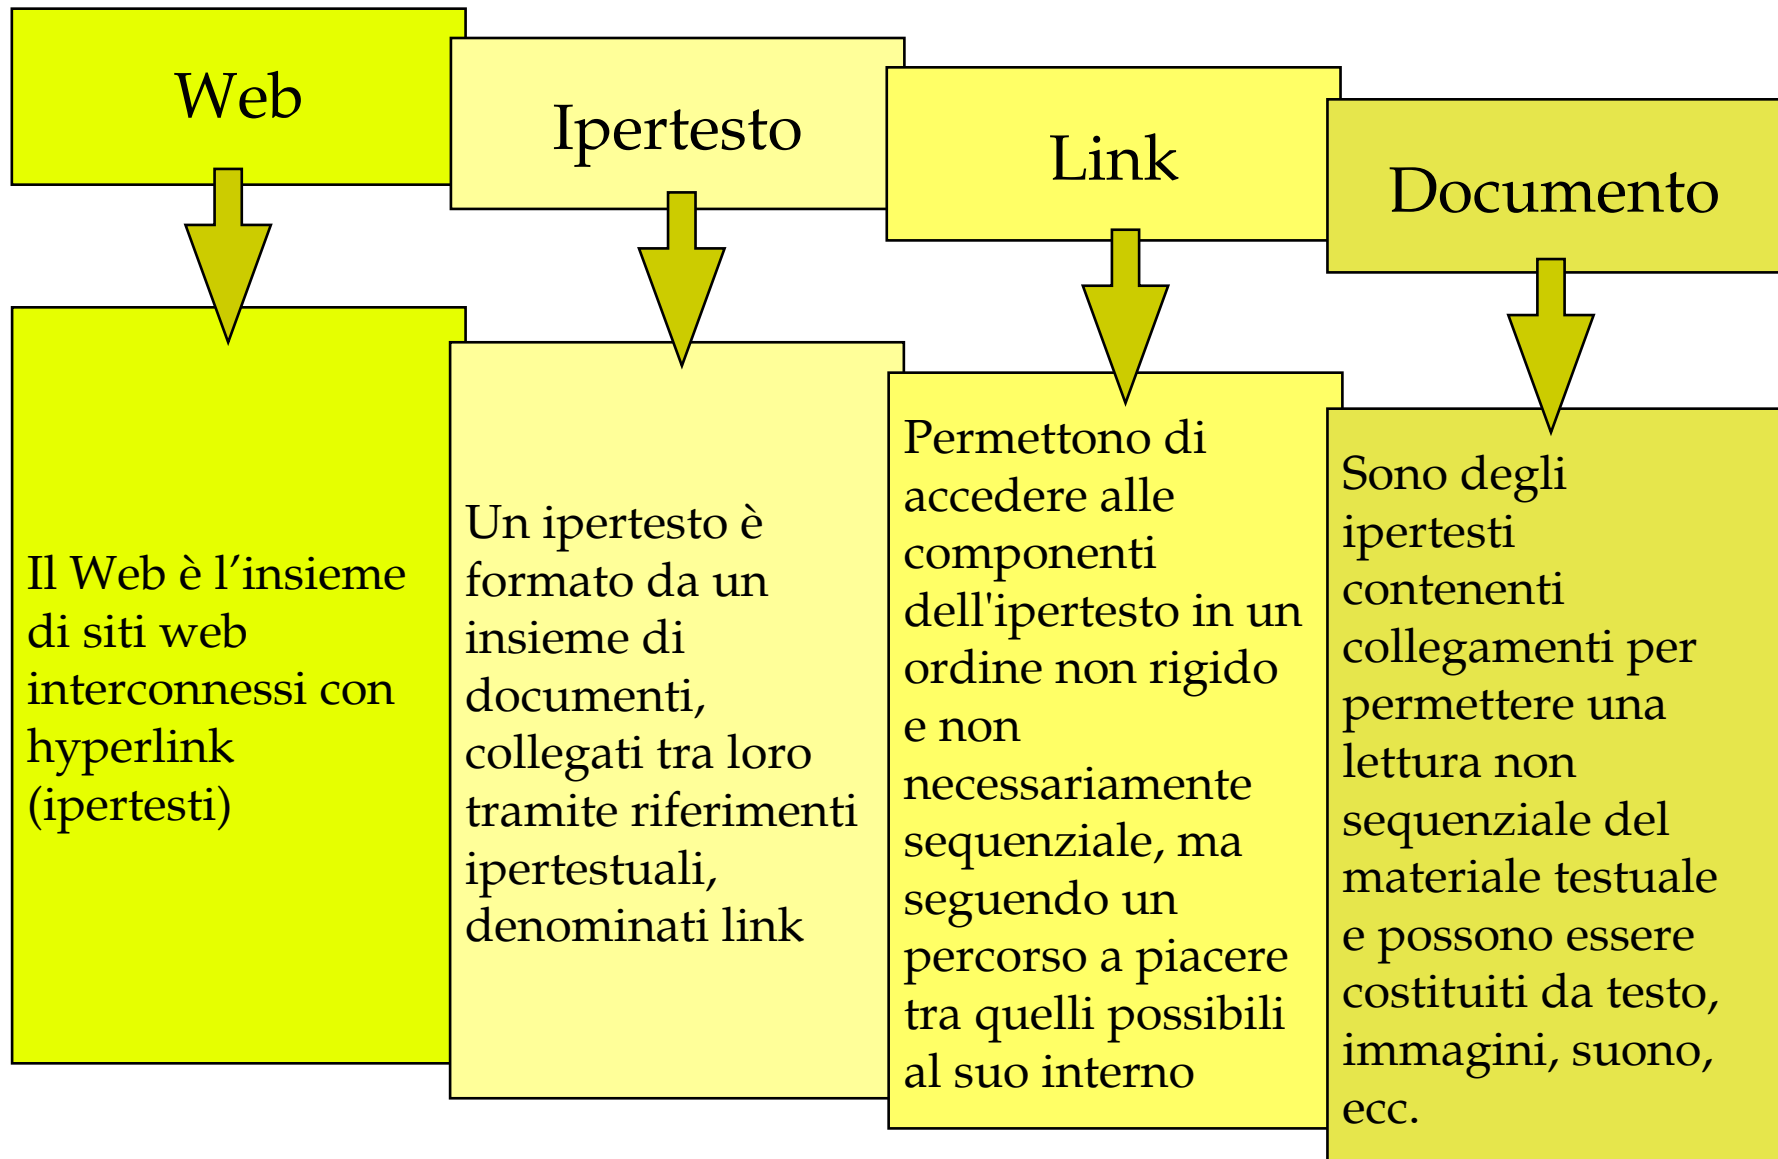 Web
Il Web è l’insieme
di siti web
interconnessi con
hyperlink
(ipertesti)
Ipertesto
Un ipertesto è
formato da un
insieme di
documenti,
collegati tra loro
tramite riferimenti
ipertestuali,
denominati link
Link
Permettono di
accedere alle
componenti
dell'ipertesto in un
ordine non rigido
e non
necessariamente
sequenziale, ma
seguendo un
percorso a piacere
tra quelli possibili
al suo interno
Documento
Sono degli
ipertesti
contenenti
collegamenti per
permettere una
lettura non
sequenziale del
materiale testuale
e possono essere
costituiti da testo,
immagini, suono,
ecc.